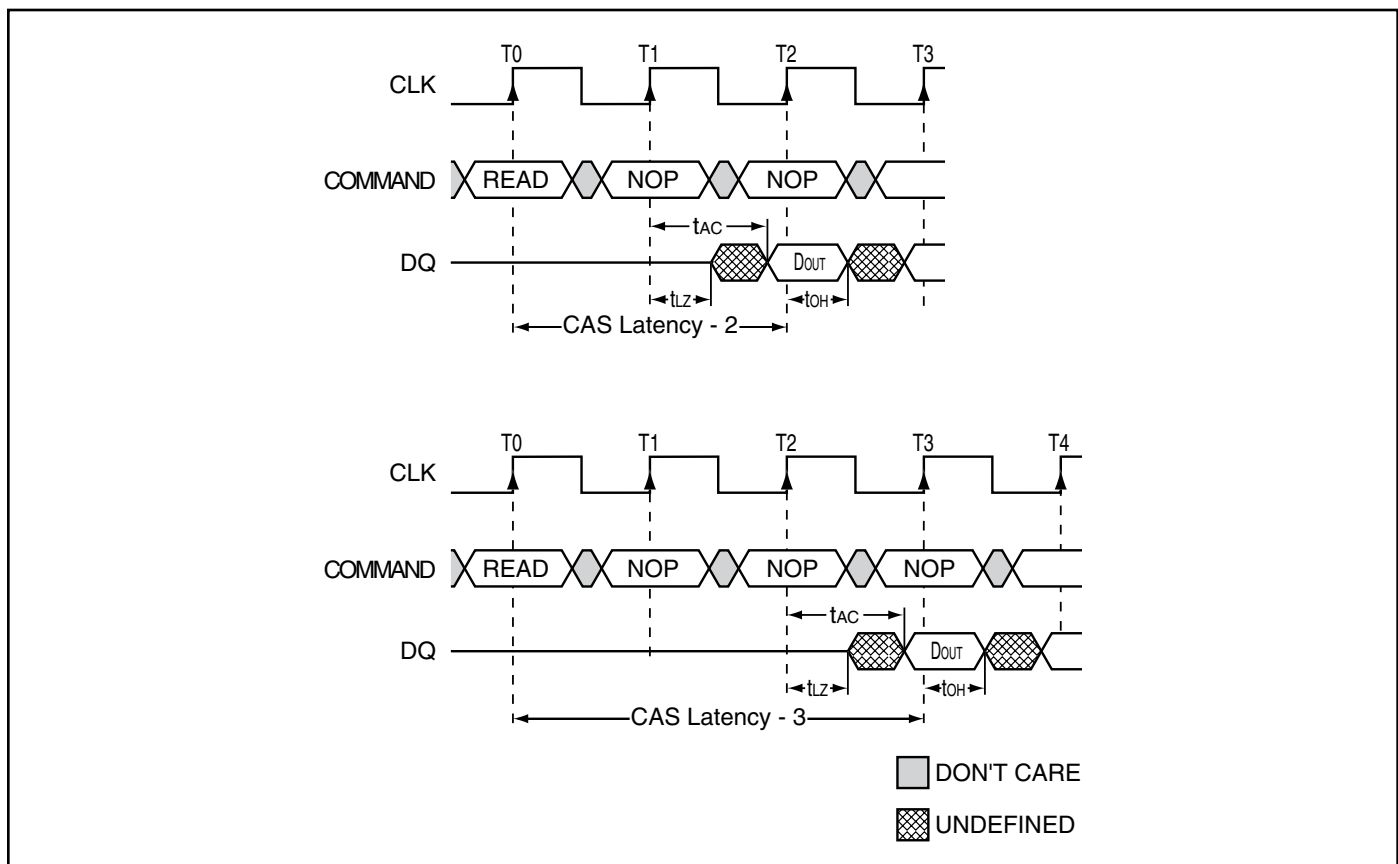 T0 T1 T2 T3
CLK
COMMAND READ NOP NOP
tAC
DQ DOUT
tLZ tOH
CAS Latency - 2
T0 T1 T2 T3 T4
CLK
COMMAND READ NOP NOP NOP
tAC
DQ DOUT
tLZ tOH
CAS Latency - 3
DON'T CARE
UNDEFINED